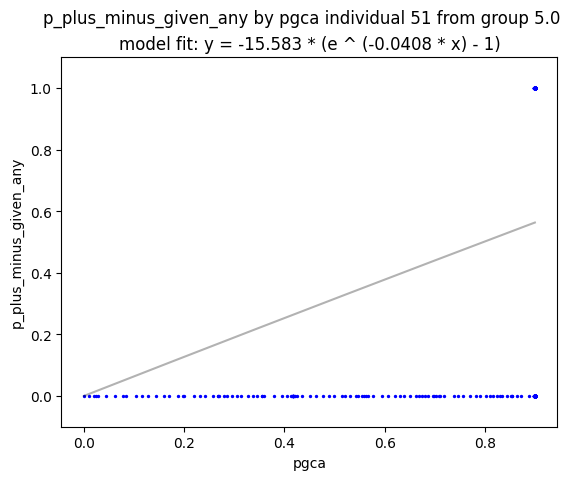 p_plus_minus_given_any by pgca individual 51 from group 5.0
model fit: y = -15.583 * (e ^ (-0.0408 * x) - 1)
1.0
0.8
0.6
0.4
0.2
0.0
p_plus_minus_given_any
0.0 0.2 0.4 0.6 0.8
pgca